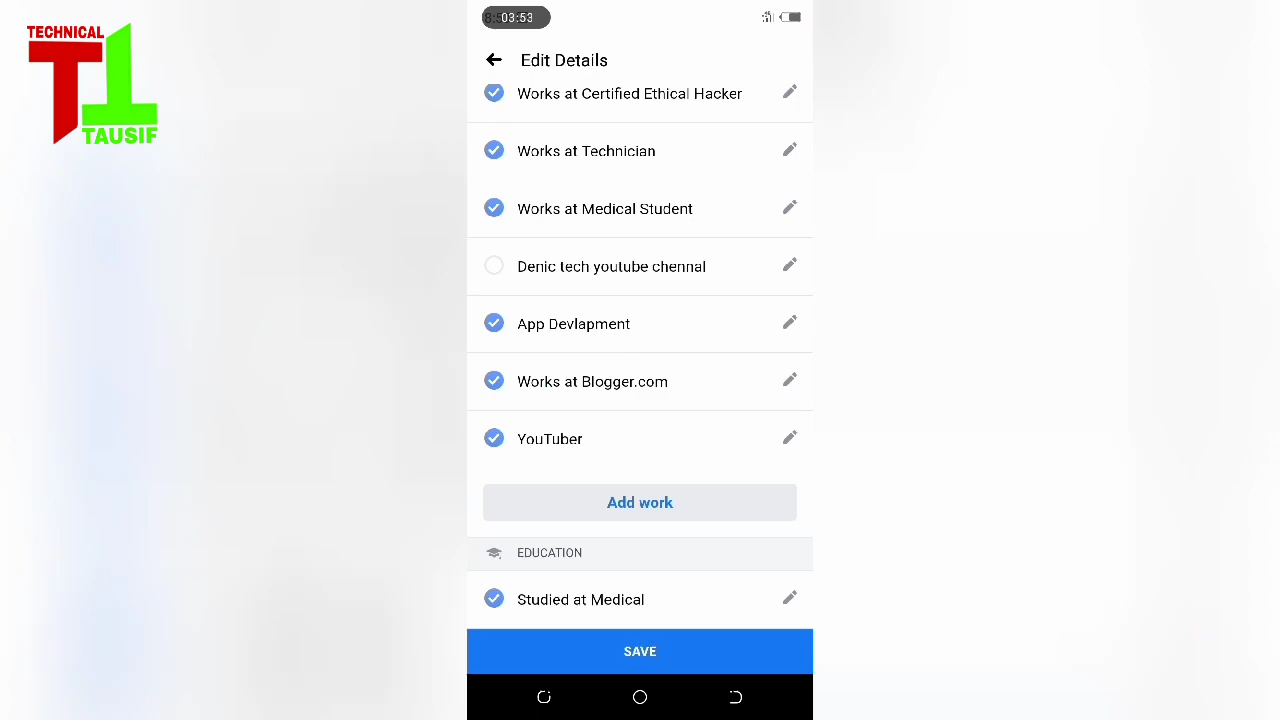 TECHNICAL
TAUSIF
03:53
Edit Details
Works at Certified Ethical Hacker
Works at Technician
Works at Medical Student
Denic tech youtube chennal
App Devlapment
Works at Blogger.com
YouTuber
Add work
EDUCATION
Studied at Medical
SAVE